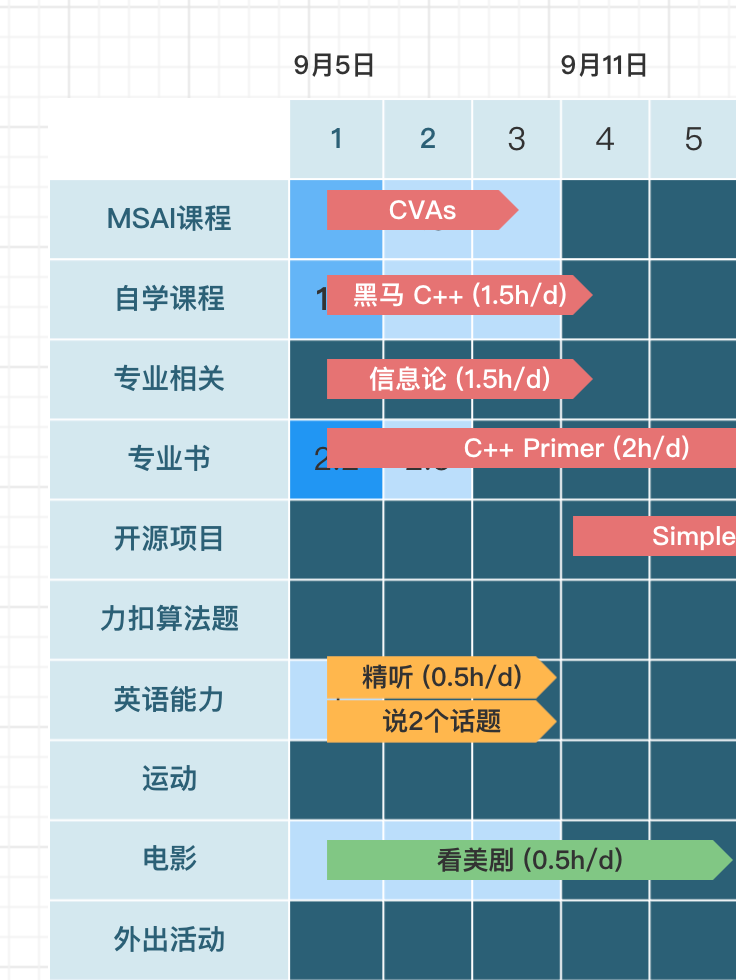 9月5日 9月11日
1 2 3 4 5
MSAI课程 CVAs
自学课程 黑马 C++ (1.5h/d)
专业相关 信息论 (1.5h/d)
专业书 C++ Primer (2h/d)
开源项目 Simple
力扣算法题
英语能力 精听 (0.5h/d)
说2个话题
运动
电影 看美剧 (0.5h/d)
外出活动